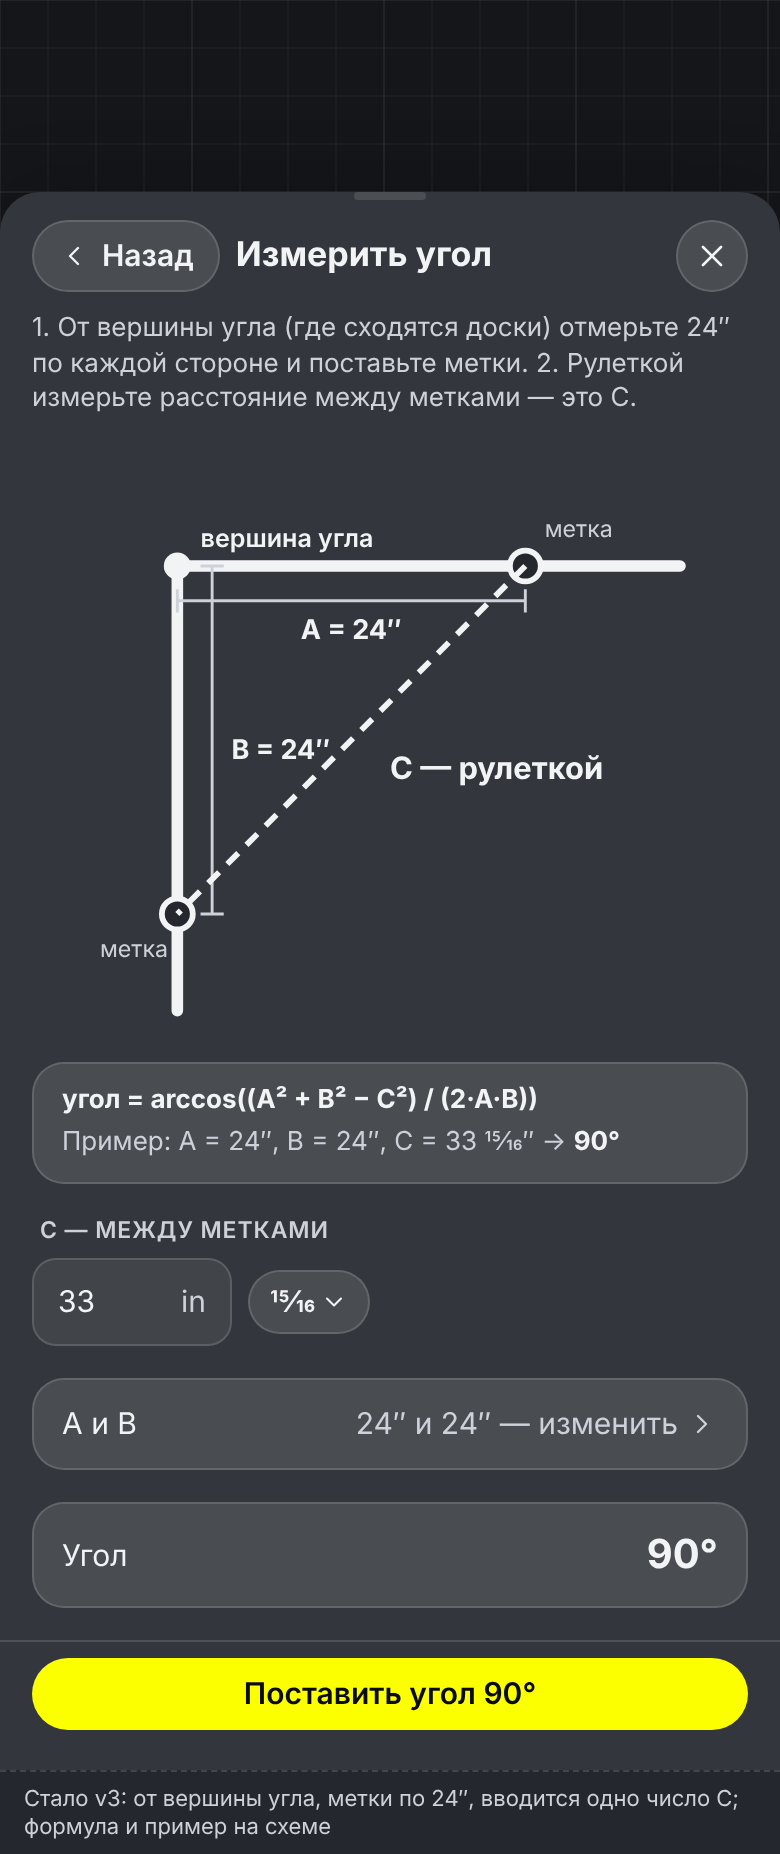 Назад
Измерить угол
1. От вершины угла (где сходятся доски) отмерьте 24″
по каждой стороне и поставьте метки. 2. Рулеткой
измерьте расстояние между метками — это C.
вершина угла
метка
A = 24″
B = 24″
C — рулеткой
метка
угол = arccos((A² + B² − C²) / (2·A·B))
Пример: A = 24″, B = 24″, C = 33 ¹⁵⁄₁₆″ → 90°
C — МЕЖДУ МЕТКАМИ
33 in ¹⁵⁄₁₆
A и B 24″ и 24″ — изменить
Угол 90°
Поставить угол 90°
Стало v3: от вершины угла, метки по 24″, вводится одно число C;
формула и пример на схеме